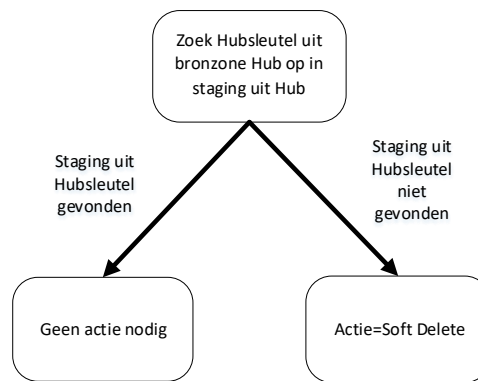 Zoek Hubsleutel uit
bronzone Hub op in
staging uit Hub
Staging uit
Hubsleutel
gevonden
Staging uit
Hubsleutel
niet
gevonden
Geen actie nodig
Actie=Soft Delete